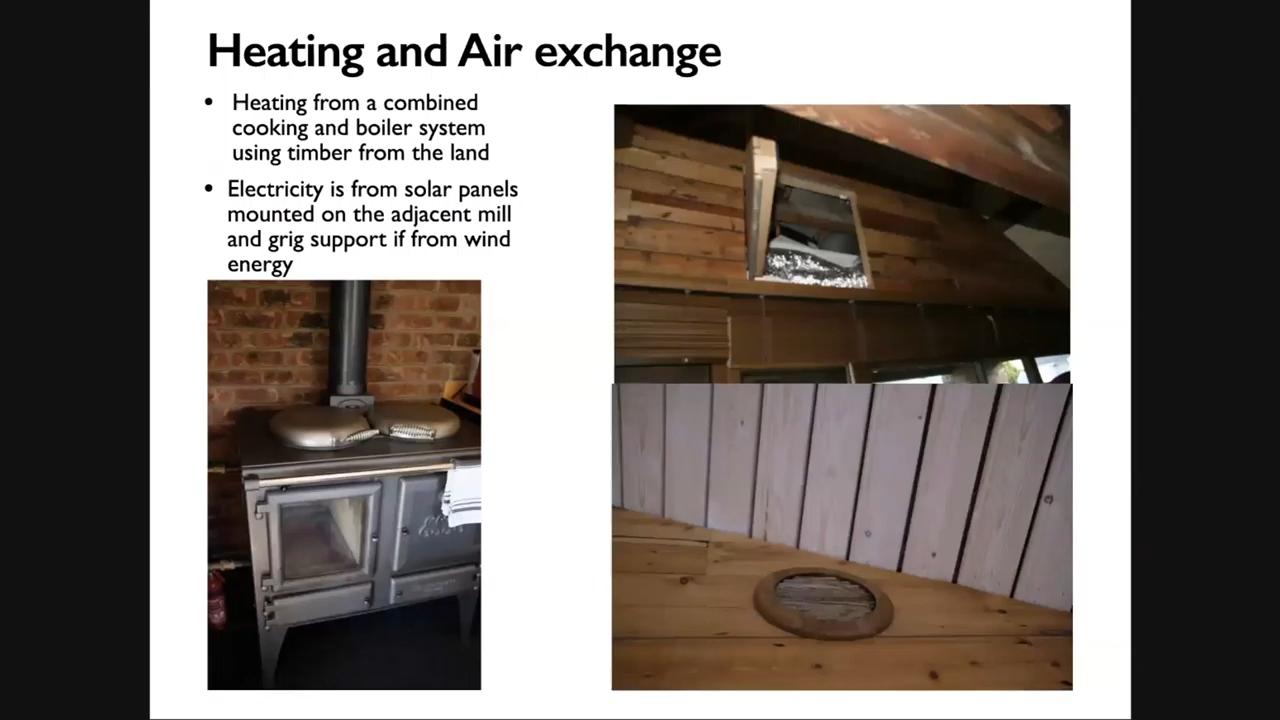 Heating and Air exchange
• Heating from a combined
cooking and boiler system
using timber from the land
• Electricity is from solar panels
mounted on the adjacent mill
and grig support if from wind
energy